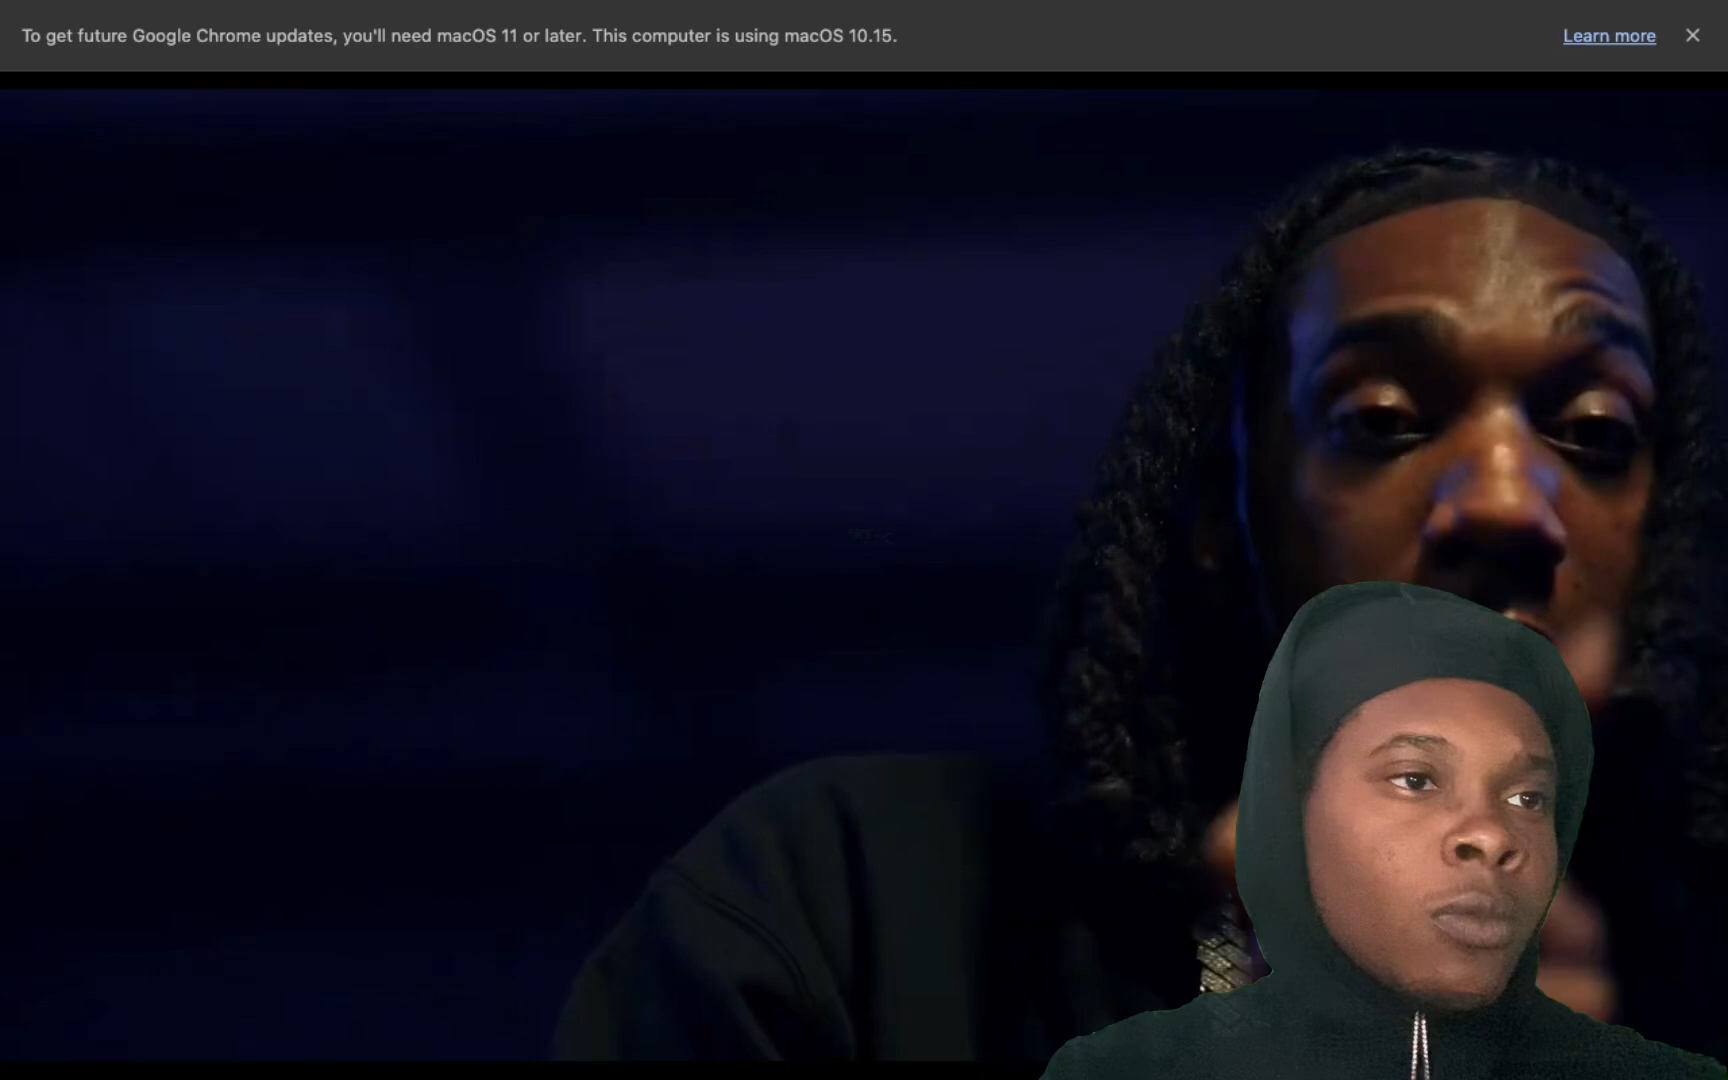 To get future Google Chrome updates, you'll need macOS 11 or later. This computer is using macOS 10.15.
Learn more